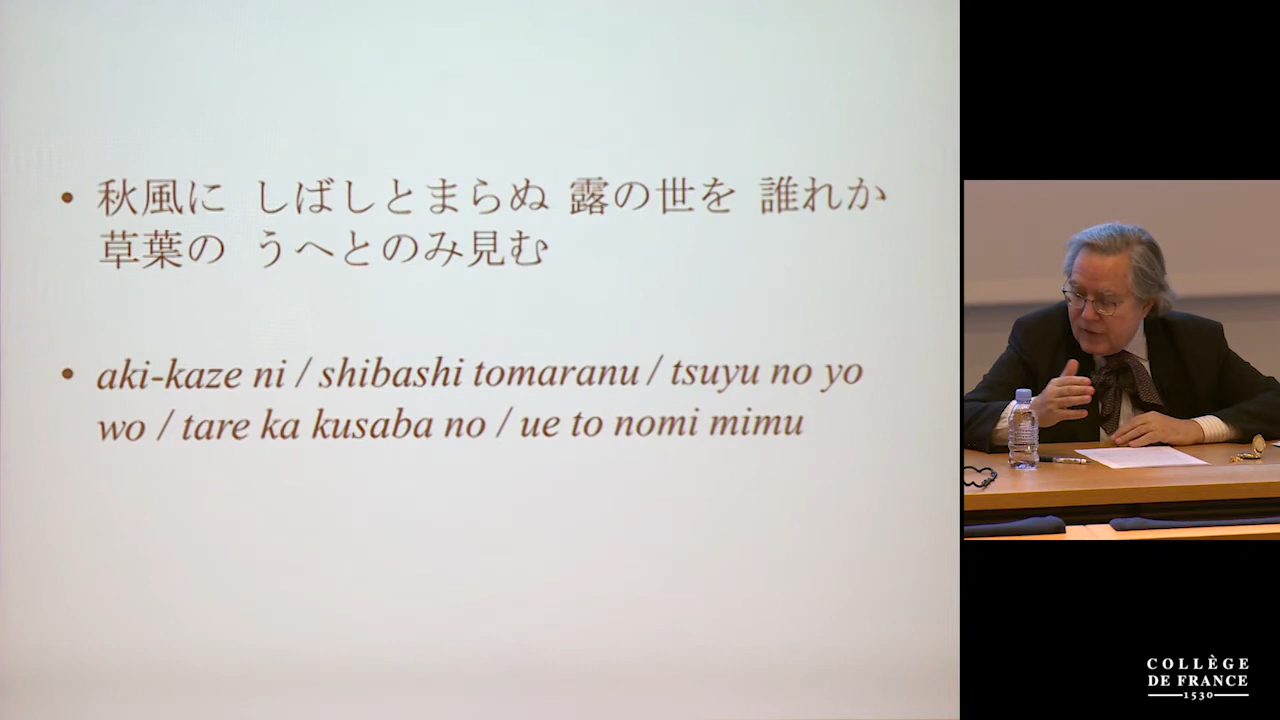 • 秋風に しばしとまらぬ 露の世を 誰れか
草葉の うへとのみ見む
• aki-kaze ni / shibashi tomaranu / tsuyu no yo
wo / tare ka kusaba no / ue to nomi mimu
COLLÈGE
DE FRANCE
1530